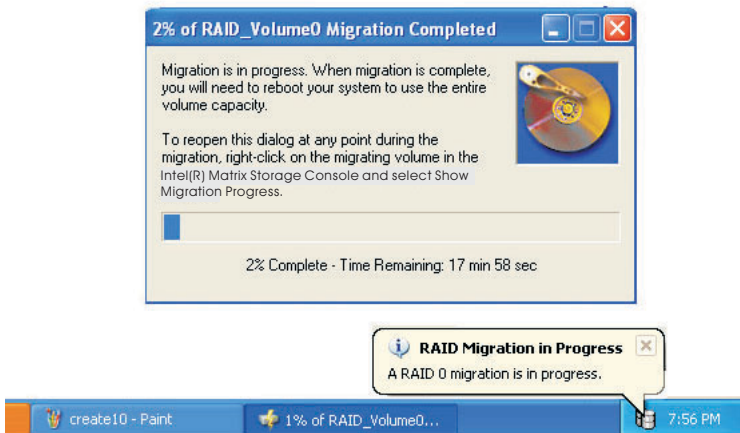 2% of RAID_Volume0 Migration Completed
Migration is in progress. When migration is complete,
you will need to reboot your system to use the entire
volume capacity.
To reopen this dialog at any point during the
migration, right-click on the migrating volume in the
Intel(R) Matrix Storage Console and select Show
Migration Progress.
2% Complete - Time Remaining: 17 min 58 sec
RAID Migration in Progress
A RAID 0 migration is in progress.
create10 - Paint
1% of RAID_Volume0...
7:56 PM